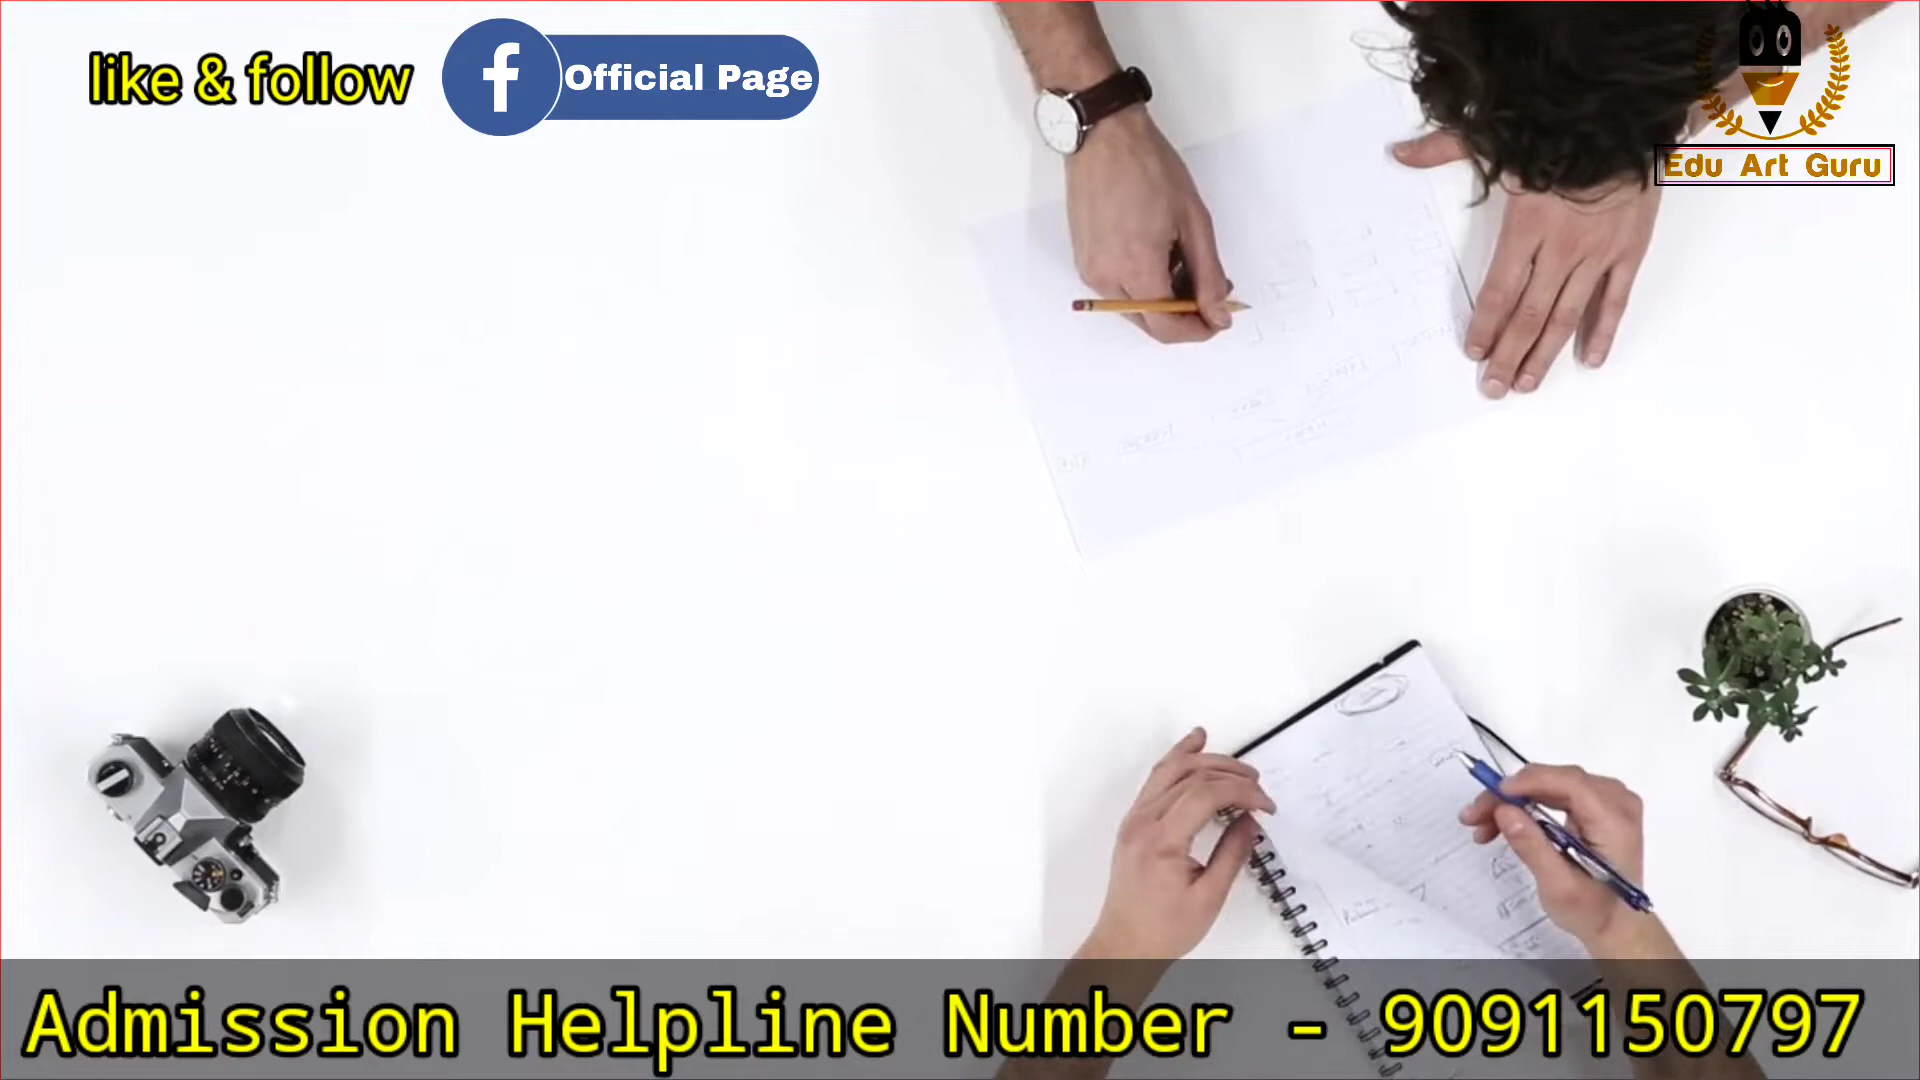 like & follow
Official Page
Edu Art Guru
Admission Helpline Number - 9091150797